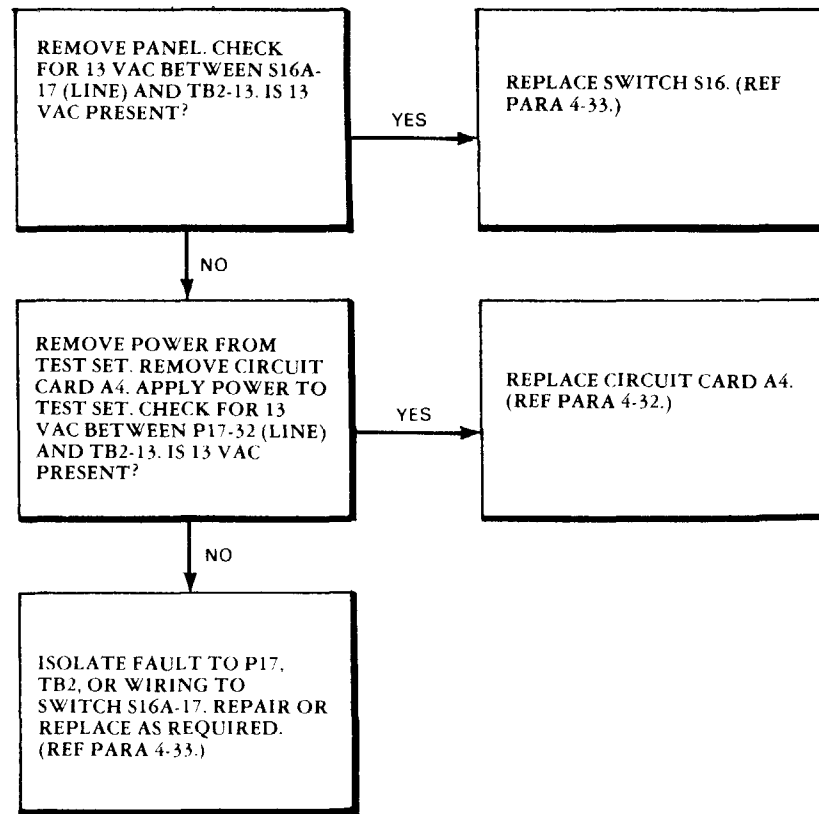 REMOVE PANEL. CHECK
FOR 13 VAC BETWEEN S16A-
17 (LINE) AND TB2-13. IS 13
VAC PRESENT?
YES
REPLACE SWITCH S16. (REF
PARA 4-33.)
NO
REMOVE POWER FROM
TEST SET. REMOVE CIRCUIT
CARD A4. APPLY POWER TO
TEST SET. CHECK FOR 13
VAC BETWEEN P17-32 (LINE)
AND TB2-13. IS 13 VAC
PRESENT?
YES
REPLACE CIRCUIT CARD A4.
(REF PARA 4-32.)
NO
ISOLATE FAULT TO P17,
TB2, OR WIRING TO
SWITCH S16A-17. REPAIR OR
REPLACE AS REQUIRED.
(REF PARA 4-33.)